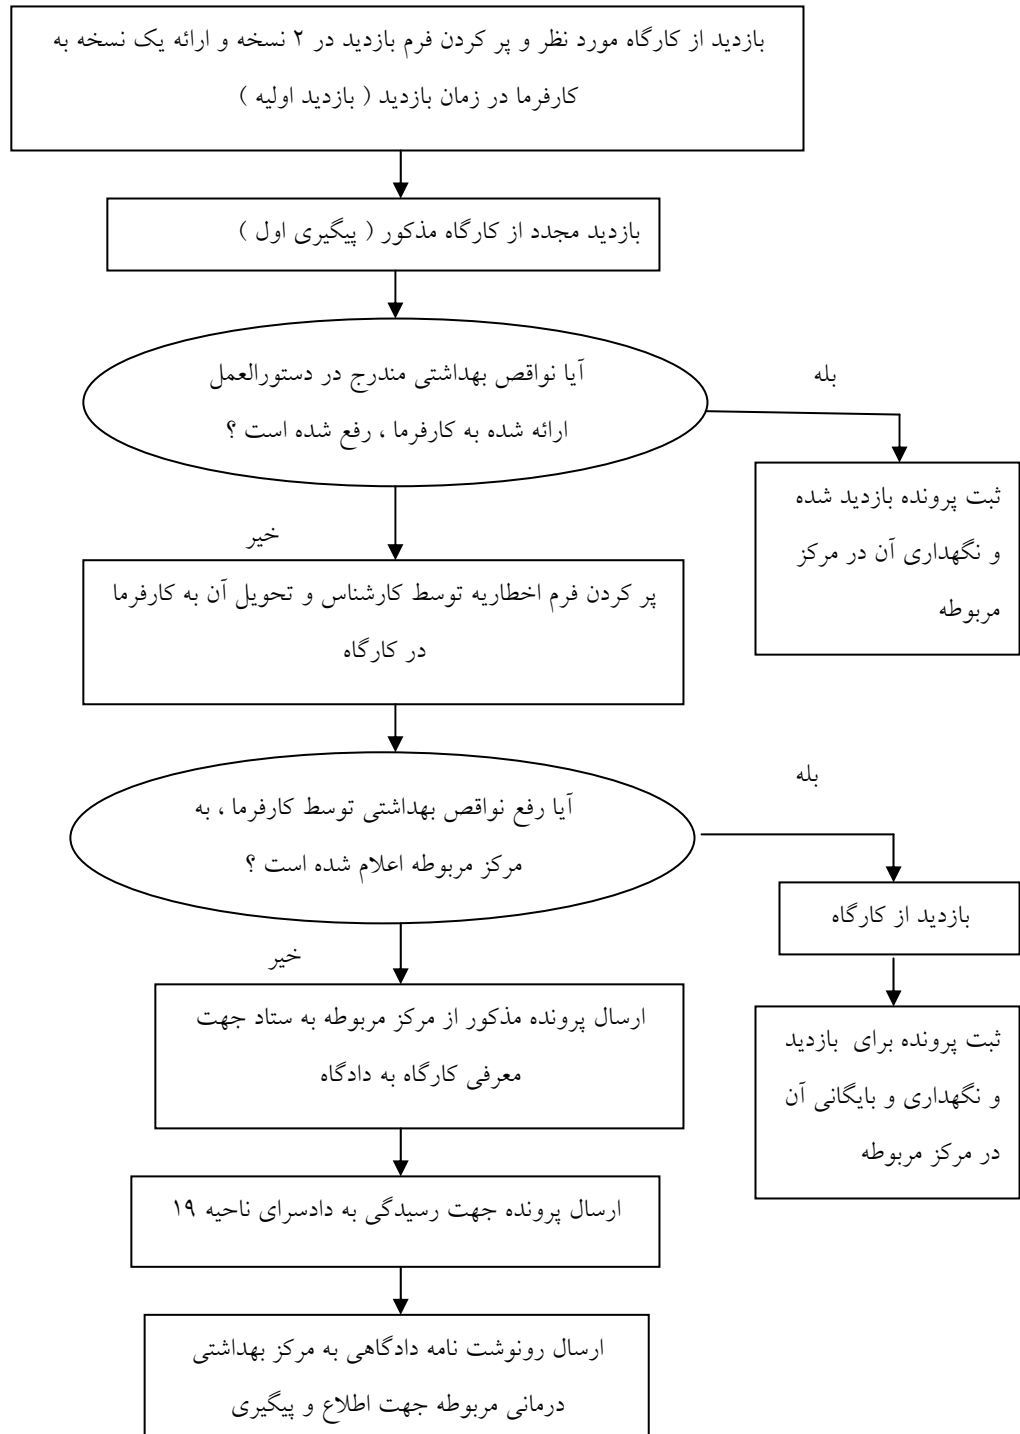 بازدید از کارگاه مورد نظر و پر کردن فرم بازدید در ۲ نسخه و ارائه یک نسخه به
کارفرما در زمان بازدید ( بازدید اولیه )
بازدید مجدد از کارگاه مذکور ( پیگیری اول )
آیا نواقص بهداشتی مندرج در دستورالعمل
ارائه شده به کارفرما ، رفع شده است ؟
بله
ثبت پرونده بازدید شده
و نگهداری آن در مرکز
مربوطه
خیر
پر کردن فرم اخطاریه توسط کارشناس و تحویل آن به کارفرما
در کارگاه
آیا رفع نواقص بهداشتی توسط کارفرما ، به
مرکز مربوطه اعلام شده است ؟
بله
بازدید از کارگاه
ثبت پرونده برای بازدید
و نگهداری و بایگانی آن
در مرکز مربوطه
خیر
ارسال پرونده مذکور از مرکز مربوطه به ستاد جهت
معرفی کارگاه به دادگاه
ارسال پرونده جهت رسیدگی به دادسرای ناحیه ۱۹
ارسال رونوشت نامه دادگاهی به مرکز بهداشتی
درمانی مربوطه جهت اطلاع و پیگیری